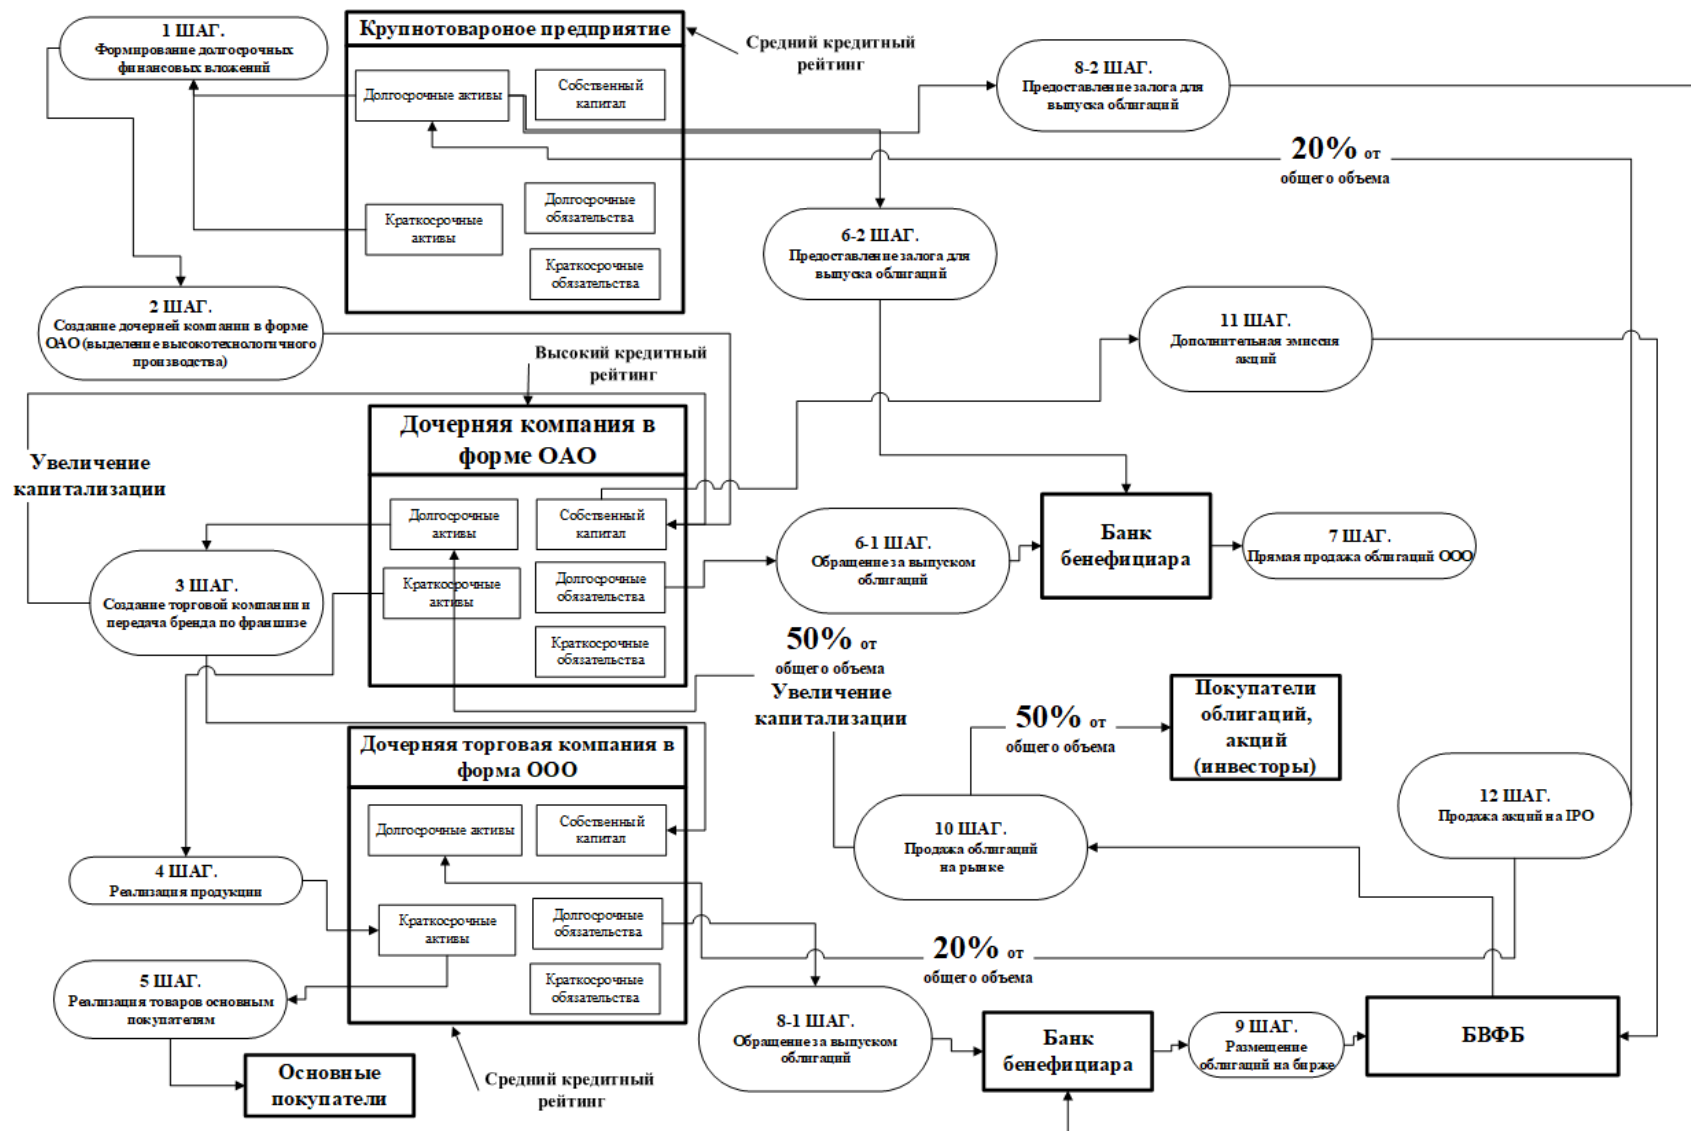 1 ШАГ.
Формирование долгосрочных
финансовых вложений
Крупнотовароное предприятие
Средний кредитный
рейтинг
Долгосрочные активы
Собственный
капитал
Краткосрочные
активы
Долгосрочные
обязательства
Краткосрочные
обязательства
8-2 ШАГ.
Предоставление залога для
выпуска облигаций
20% от
общего объема
6-2 ШАГ.
Предоставление залога для
выпуска облигаций
2 ШАГ.
Создание дочерней компании в форме
ОАО (выделение высокотехнологичного
производства)
11 ШАГ.
Дополнительная эмиссия
акций
Высокий кредитный
рейтинг
Дочерняя компания в
форме ОАО
Увеличение
капитализации
Долгосрочные
активы
Собственный
капитал
Краткосрочные
активы
Долгосрочные
обязательства
Краткосрочные
обязательства
6-1 ШАГ.
Обращение за выпуском
облигаций
Банк
бенефициара
7 ШАГ.
Прямая продажа облигаций ООО
3 ШАГ.
Создание торговой компании и
передача бренда по франшизе
50% от
общего объема
Увеличение
капитализации
50% от
общего объема
Покупатели
облигаций,
акций
(инвесторы)
Дочерняя торговая компания в
форма ООО
Долгосрочные активы
Собственный
капитал
Краткосрочные
активы
Долгосрочные
обязательства
Краткосрочные
обязательства
12 ШАГ.
Продажа акций на IPO
10 ШАГ.
Продажа облигаций
на рынке
4 ШАГ.
Реализация продукции
20% от
общего объема
5 ШАГ.
Реализация товаров основным
покупателям
8-1 ШАГ.
Обращение за выпуском
облигаций
Банк
бенефициара
9 ШАГ.
Размещение
облигаций на бирже
БВФБ
Основные
покупатели
Средний кредитный
рейтинг